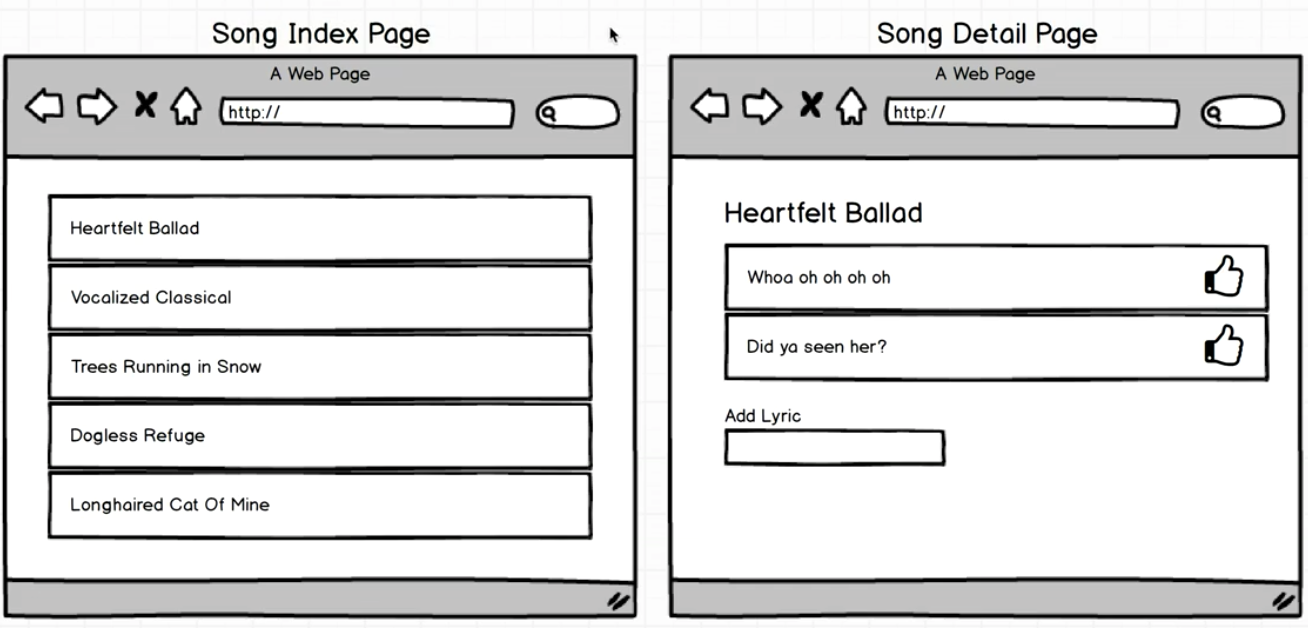 Song Index Page
A Web Page
http://
Heartfelt Ballad
Vocalized Classical
Trees Running in Snow
Dogless Refuge
Longhaired Cat Of Mine
Song Detail Page
A Web Page
http://
Heartfelt Ballad
Whoa oh oh oh oh
Did ya seen her?
Add Lyric